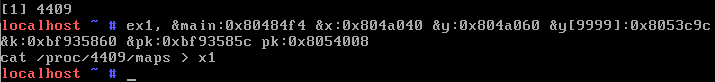 [1] 4409
localhost ~ # ex1, &main:0x80484f4 &x:0x804a040 &y:0x804a060 &y[9999]:0x8053c9c
&k:0xbf935860 &pk:0xbf93585c pk:0x8054008
cat /proc/4409/maps > x1
localhost ~ # _